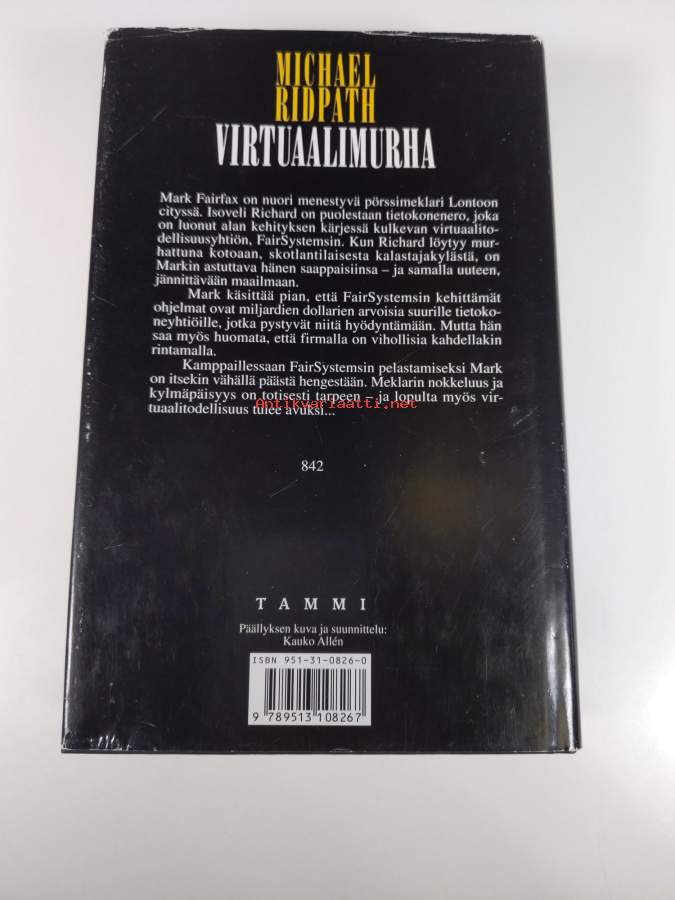 MICHAEL
RIDPATH
VIRTUAALIMURHA
Mark Fairfax on nuori menestyvä pörssimeklari Lontoon
cityssä. Isoveli Richard on puolestaan tietokonenero, joka
on luonut alan kehityksen kärjessä kulkevan virtuaalito-
dellisuusyhtiön, FairSystemsin. Kun Richard löytyy mur-
hattuna kotoaan, skotlantilaisesta kalastajakylästä, on
Markin astuttava hänen saappaisiinsa – ja samalla uuteen,
jännittävään maailmaan.
Mark käsittää pian, että FairSystemsin kehittämät
ohjelmat ovat miljardien dollarien arvoisia suurille tietoko-
neyhtiöille, jotka pystyvät niitä hyödyntämään. Mutta hän
saa myös huomata, että firmalla on vihollisia kahdellakin
rintamalla.
Kamppaillessaan FairSystemsin pelastamiseksi Mark
on itsekin vähällä päästä hengestään. Meklarin nokkeluus ja
kylmäpäisyys on totisesti tarpeen – ja lopulta myös vir-
tuaalitodellisuus tulee avuksi...
Antikvariaatti.net
842
TAMMI
Päällyksen kuva ja suunnittelu:
Kauko Allén
ISBN 951-31-0826-0
9 789513 108267